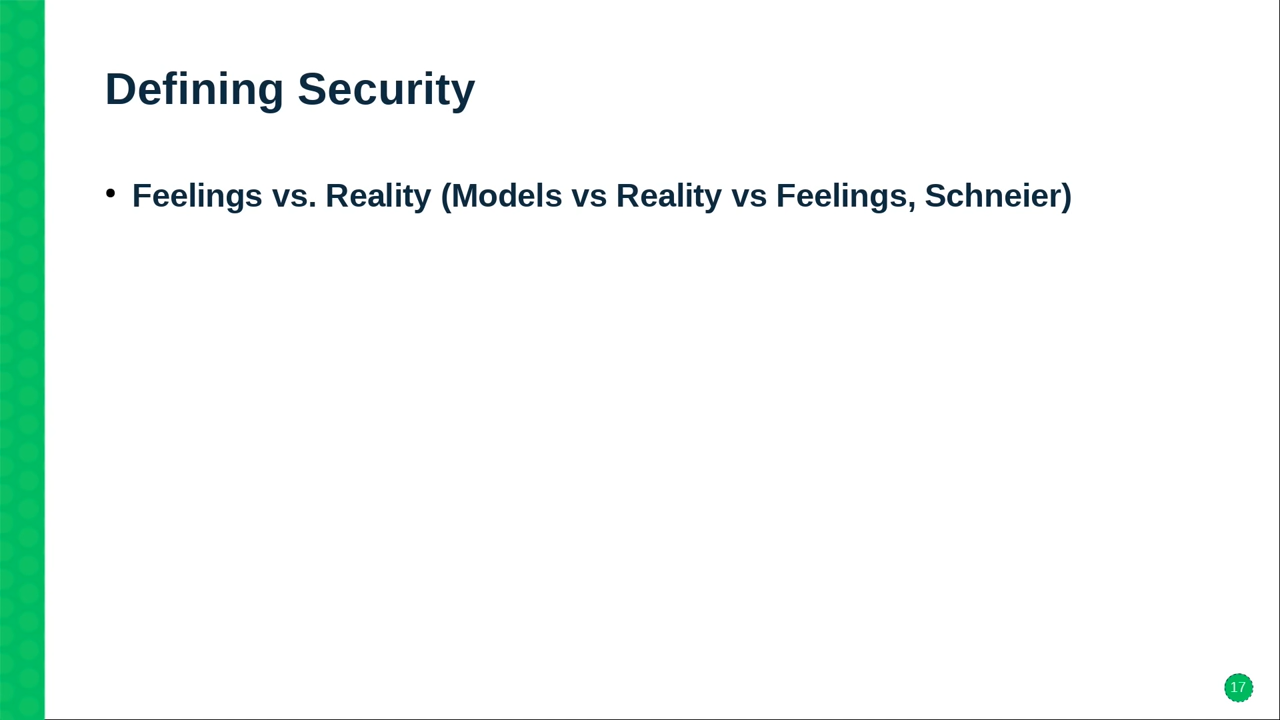 Defining Security
• Feelings vs. Reality (Models vs Reality vs Feelings, Schneier)
17